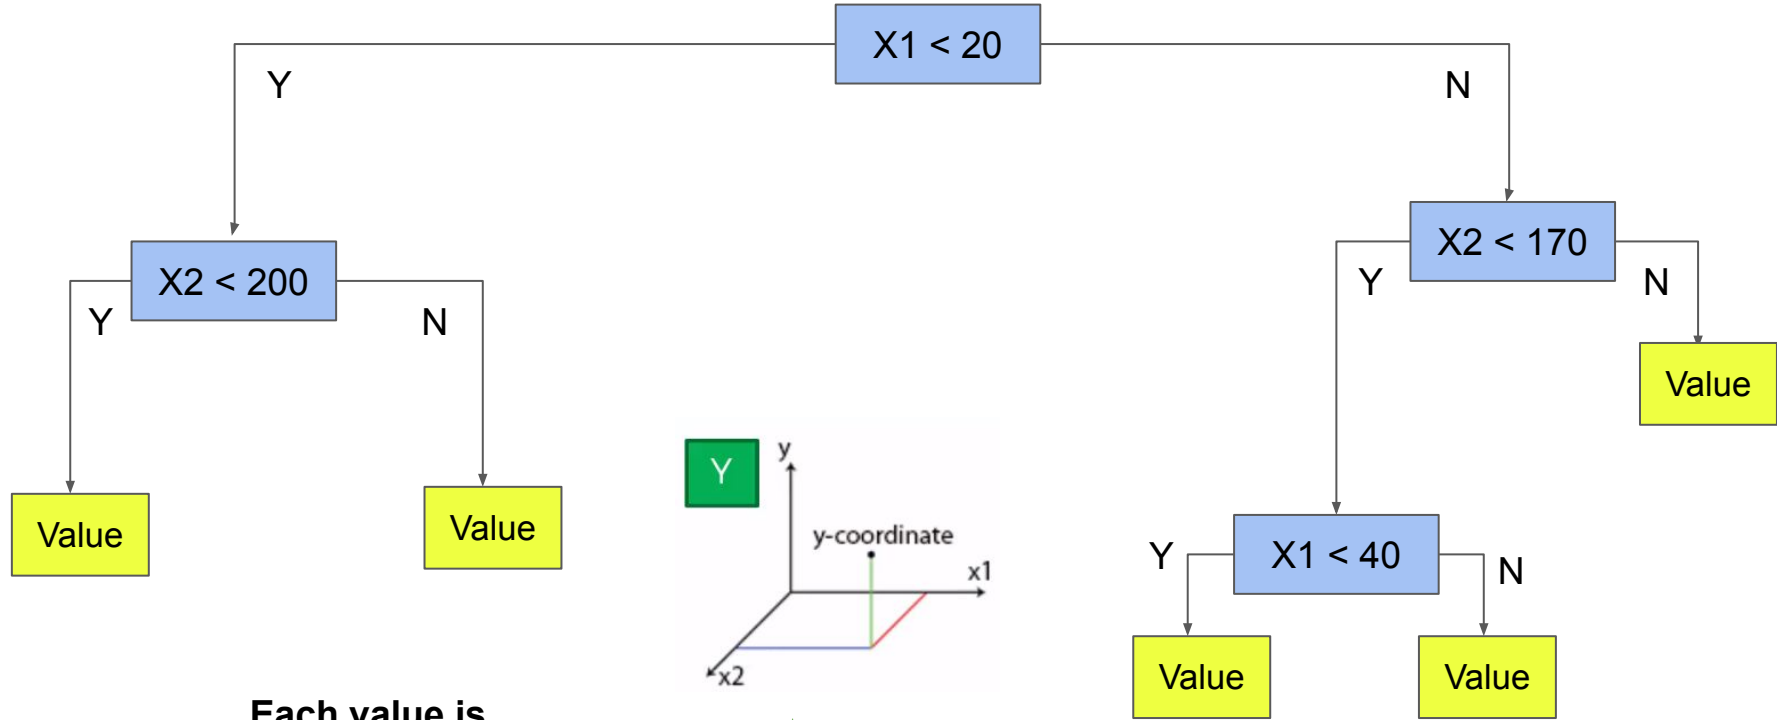 X1 < 20
Y
N
X2 < 200
Y
N
X2 < 170
Y
N
Value
Value
Value
Y
y
y-coordinate
x1
x2
X1 < 40
Y
N
Value
Value
Each value is